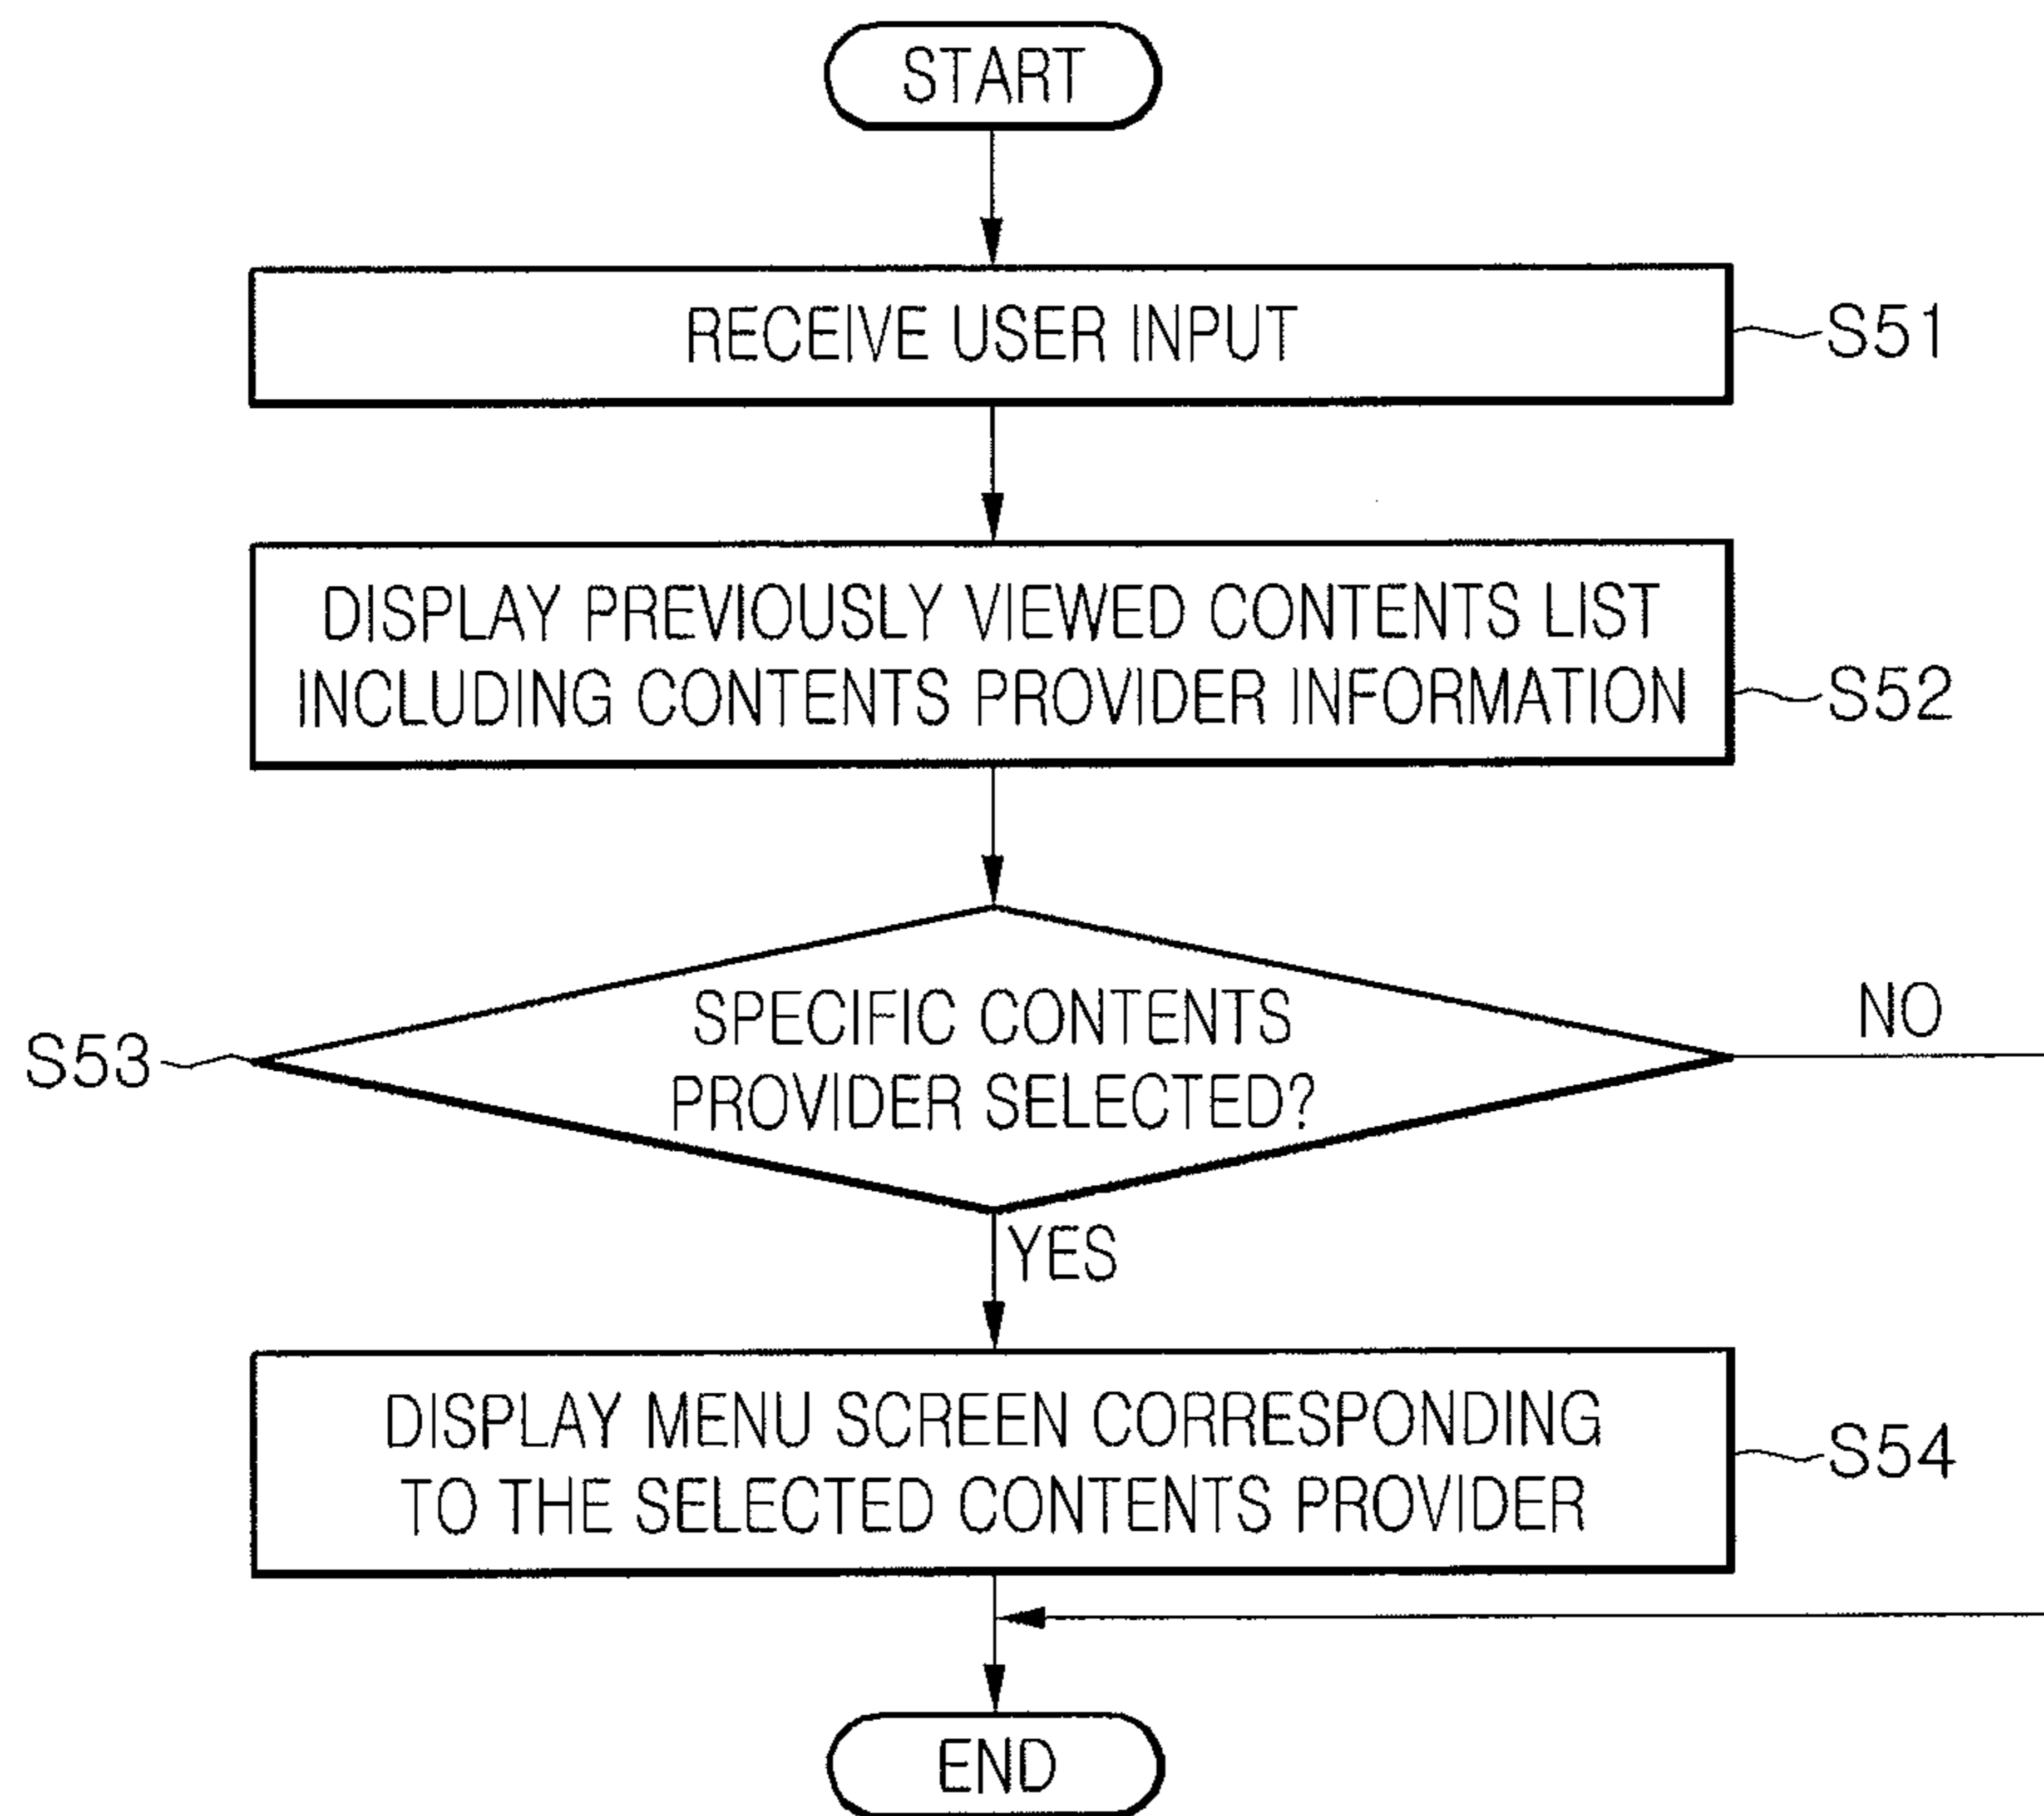 START
RECEIVE USER INPUT
S51
DISPLAY PREVIOUSLY VIEWED CONTENTS LIST
INCLUDING CONTENTS PROVIDER INFORMATION
S52
SPECIFIC CONTENTS
PROVIDER SELECTED?
S53
NO
YES
DISPLAY MENU SCREEN CORRESPONDING
TO THE SELECTED CONTENTS PROVIDER
S54
END